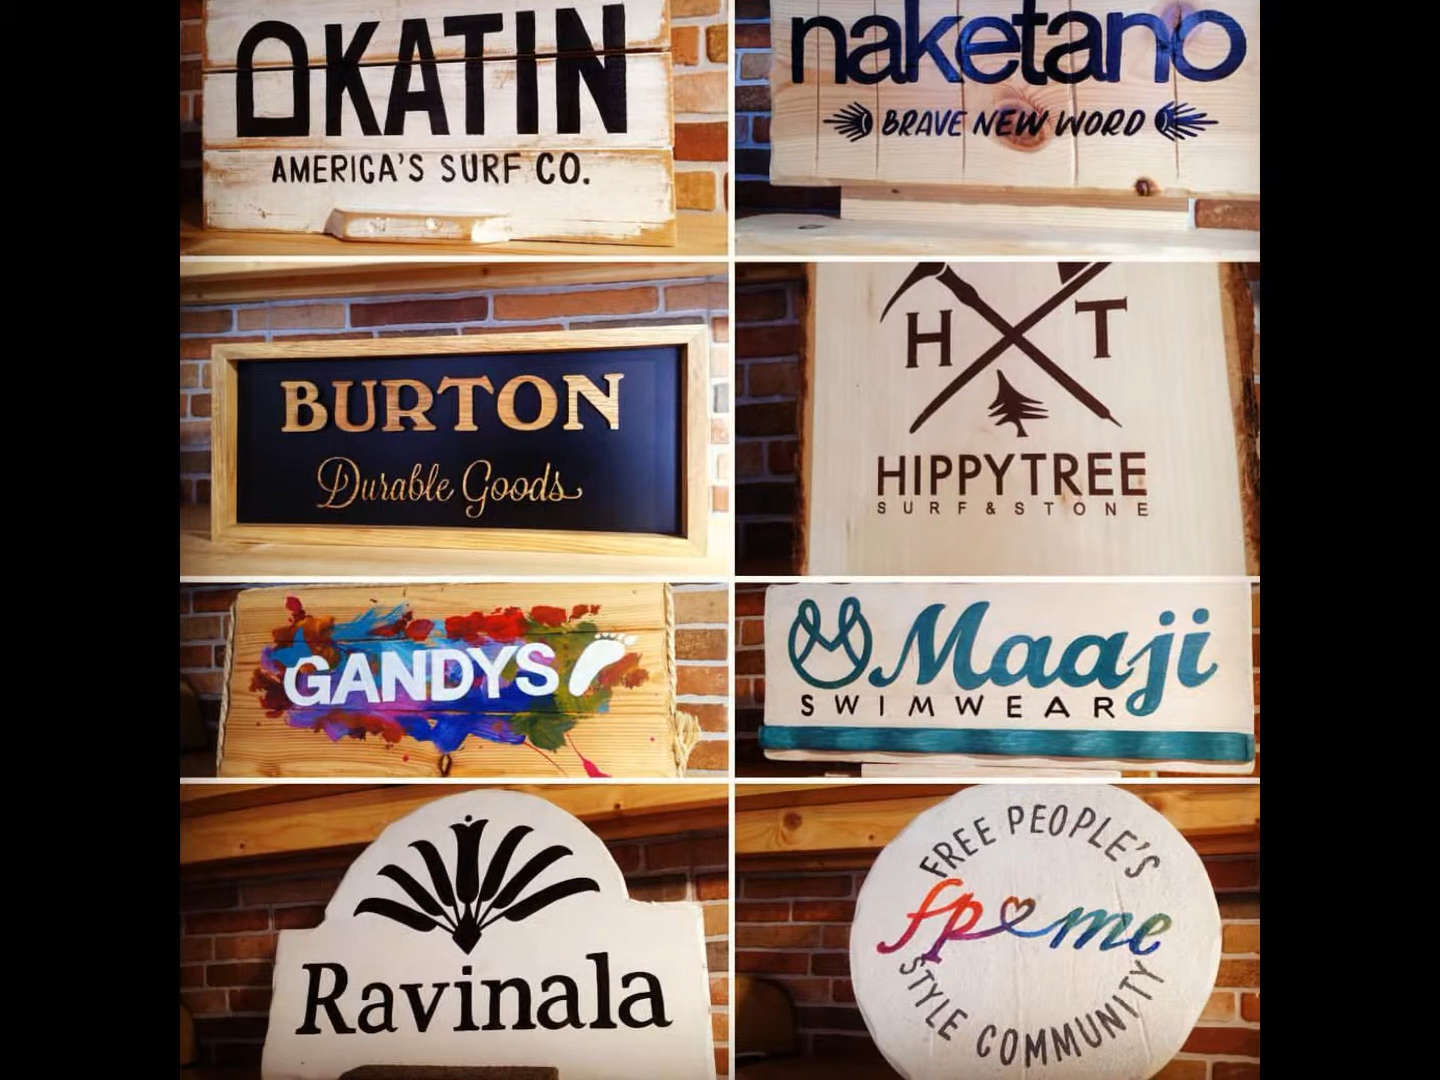 KATIN
AMERICA'S SURF CO.
naketano
BRAVE NEW WORD
BURTON
Durable Goods
H T
HIPPYTREE
SURF & STONE
GANDYS
Maaji
SWIMWEAR
Ravinala
FREE PEOPLE'S
fp me
STYLE COMMUNITY